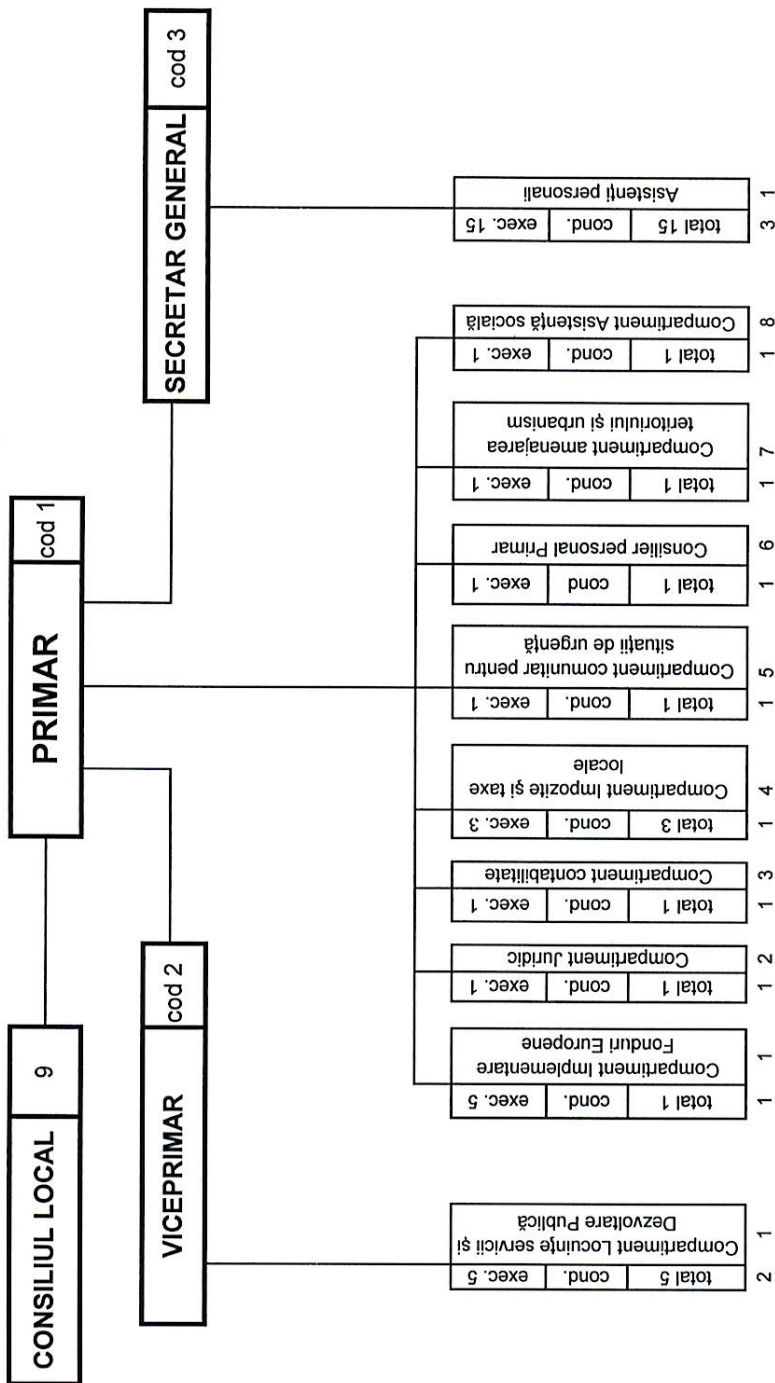 CONSILIUL LOCAL
9
PRIMAR
cod 1
VICEPRIMAR
cod 2
SECRETAR GENERAL
cod 3
Compartiment Locuințe servicii și
Dezvoltare Publică
total 5
cond.
exec. 5
2 1
Compartiment Implementare
Fonduri Europene
total 1
cond.
exec. 5
1 1
Compartiment Juridic
total 1
cond.
exec. 1
1 2
Compartiment contabilitate
total 1
cond.
exec. 1
1 3
Compartiment Impozite și taxe
locale
total 3
cond.
exec. 3
1 4
Compartiment comunitar pentru
situații de urgență
total 1
cond.
exec. 1
1 5
Consilier personal Primar
total 1
cond
exec. 1
1 6
Compartiment amenajarea
teritoriului și urbanism
total 1
cond.
exec. 1
1 7
Compartiment Asistență socială
total 1
cond.
exec. 1
1 8
Asistenți personali
total 15
cond.
exec. 15
3 1